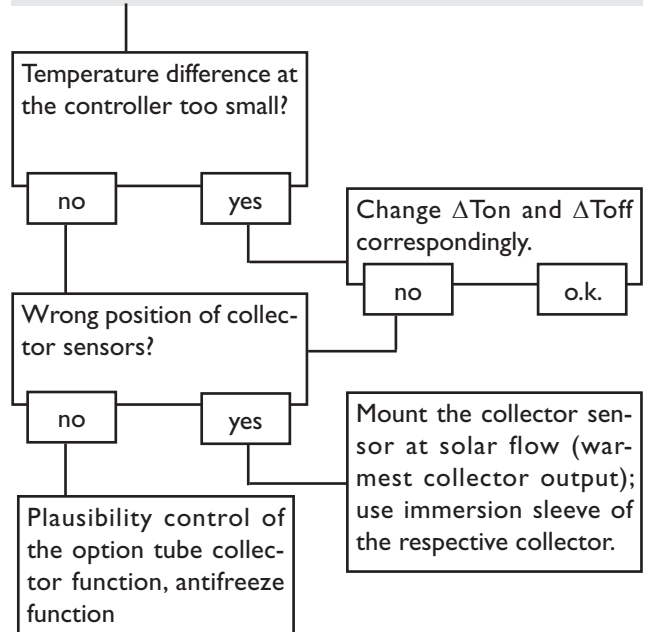 Temperature difference at
the controller too small?
no
yes
Change ΔTon and ΔToff
correspondingly.
no
o.k.
Wrong position of collec-
tor sensors?
no
yes
Mount the collector sen-
sor at solar flow (war-
mest collector output);
use immersion sleeve of
the respective collector.
Plausibility control of
the option tube collec-
tor function, antifreeze
function